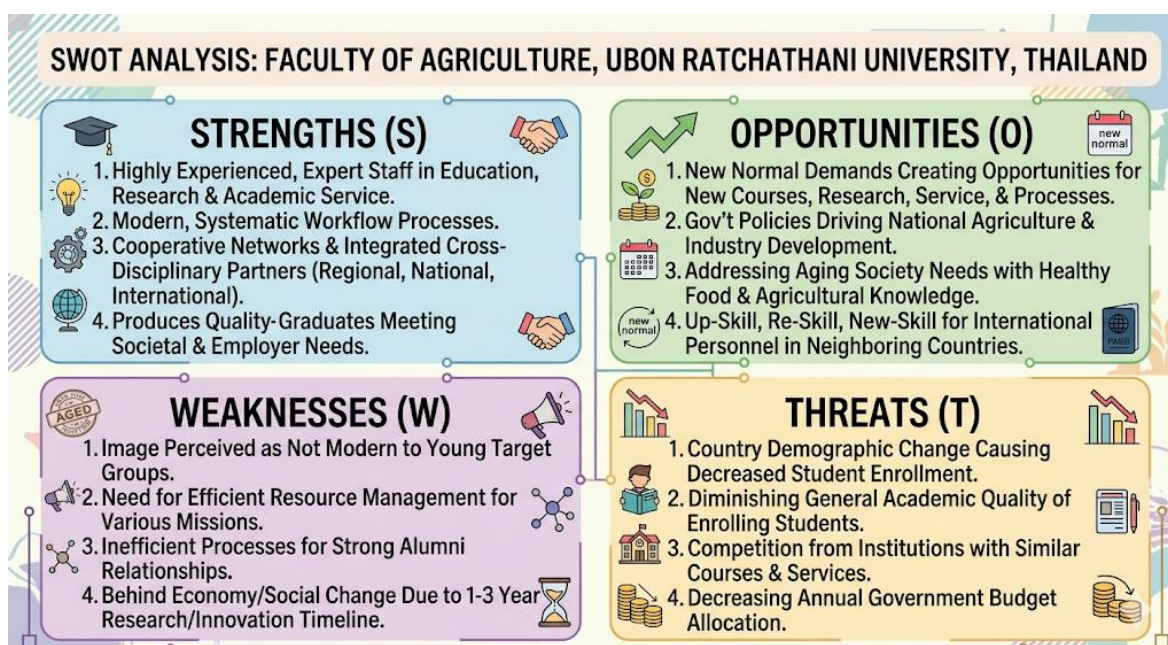 SWOT ANALYSIS: FACULTY OF AGRICULTURE, UBON RATCHATHANI UNIVERSITY, THAILAND
STRENGTHS (S)
1. Highly Experienced, Expert Staff in Education,
Research & Academic Service.
2. Modern, Systematic Workflow Processes.
3. Cooperative Networks & Integrated Cross-
Disciplinary Partners (Regional, National,
International).
4. Produces Quality-Graduates Meeting
Societal & Employer Needs.
OPPORTUNITIES (O)
new
normal
1. New Normal Demands Creating Opportunities for
New Courses, Research, Service, & Processes.
2. Gov't Policies Driving National Agriculture &
Industry Development.
3. Addressing Aging Society Needs with Healthy
Food & Agricultural Knowledge.
new
normal
4. Up-Skill, Re-Skill, New-Skill for International
Personnel in Neighboring Countries.
WEAKNESSES (W)
AGED
1. Image Perceived as Not Modern to Young Target
Groups.
2. Need for Efficient Resource Management for
Various Missions.
3. Inefficient Processes for Strong Alumni
Relationships.
4. Behind Economy/Social Change Due to 1-3 Year
Research/Innovation Timeline.
THREATS (T)
1. Country Demographic Change Causing
Decreased Student Enrollment.
2. Diminishing General Academic Quality of
Enrolling Students.
3. Competition from Institutions with Similar
Courses & Services.
4. Decreasing Annual Government Budget
Allocation.